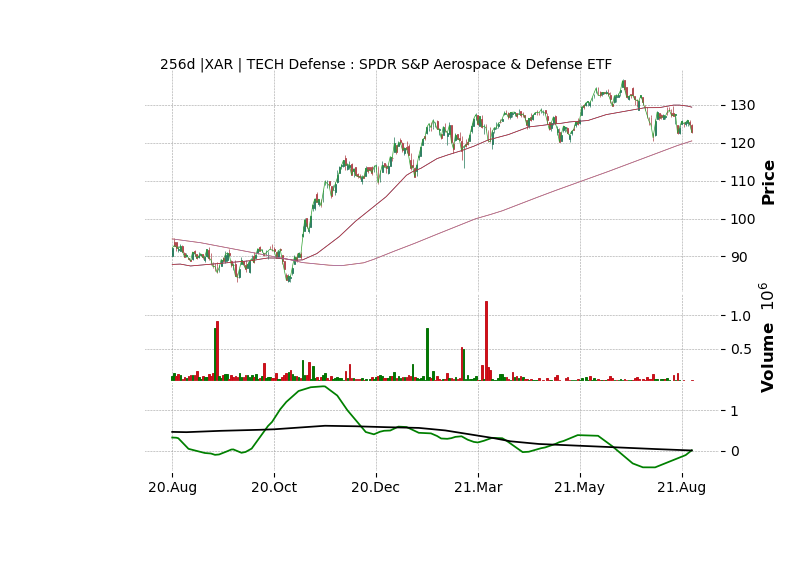 256d |XAR | TECH Defense : SPDR S&P Aerospace & Defense ETF
130
120
110
100
90
Price
10^6
1.0
0.5
Volume
1
0
20.Aug 20.Oct 20.Dec 21.Mar 21.May 21.Aug